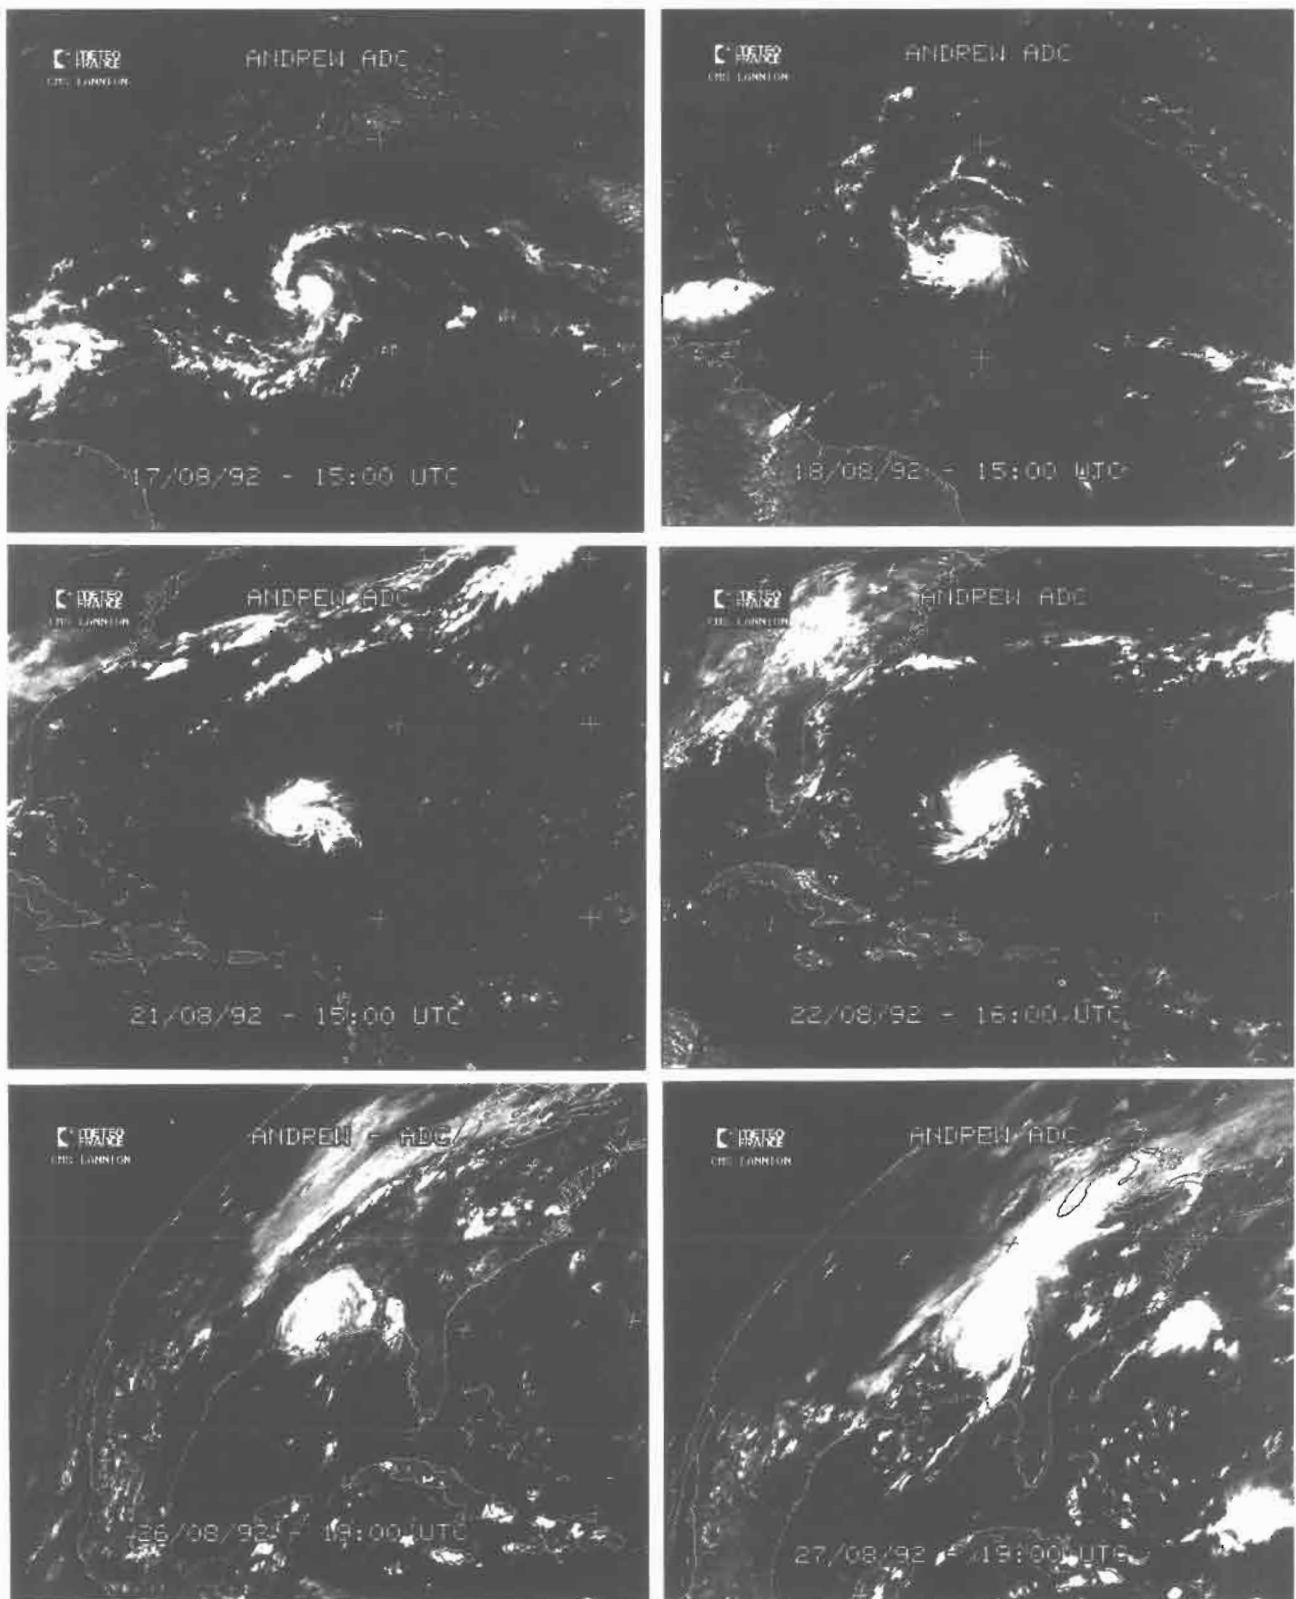 METEO
FRANCE
CMS LANNION
ANDREW ADC
17/08/92 - 15:00 UTC
METEO
FRANCE
CMS LANNION
ANDREW ADC
18/08/92 - 15:00 UTC
METEO
FRANCE
CMS LANNION
ANDREW ADC
21/08/92 - 15:00 UTC
METEO
FRANCE
CMS LANNION
ANDREW ADC
22/08/92 - 16:00 UTC
METEO
FRANCE
CMS LANNION
ANDREW - ADC
26/08/92 - 19:00 UTC
METEO
FRANCE
CMS LANNION
ANDREW ADC
27/08/92 - 19:00 UTC